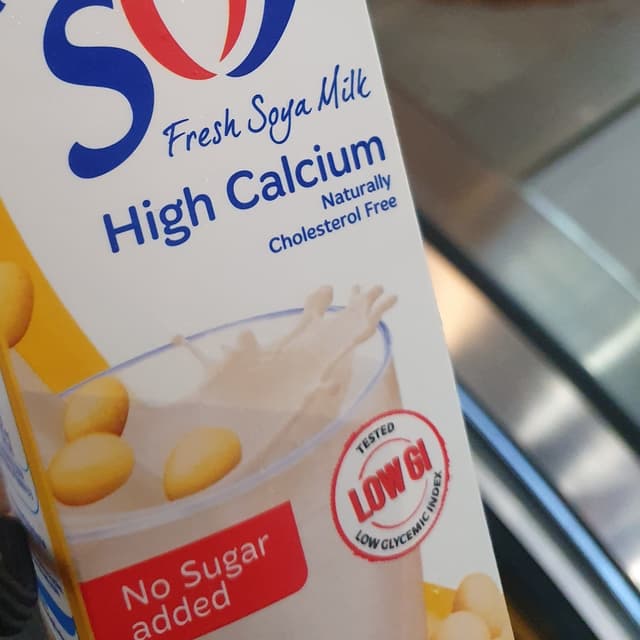 SO
Fresh Soya Milk
High Calcium
Naturally
Cholesterol Free
TESTED
LOW GI
LOW GLYCEMIC INDEX
No Sugar
added